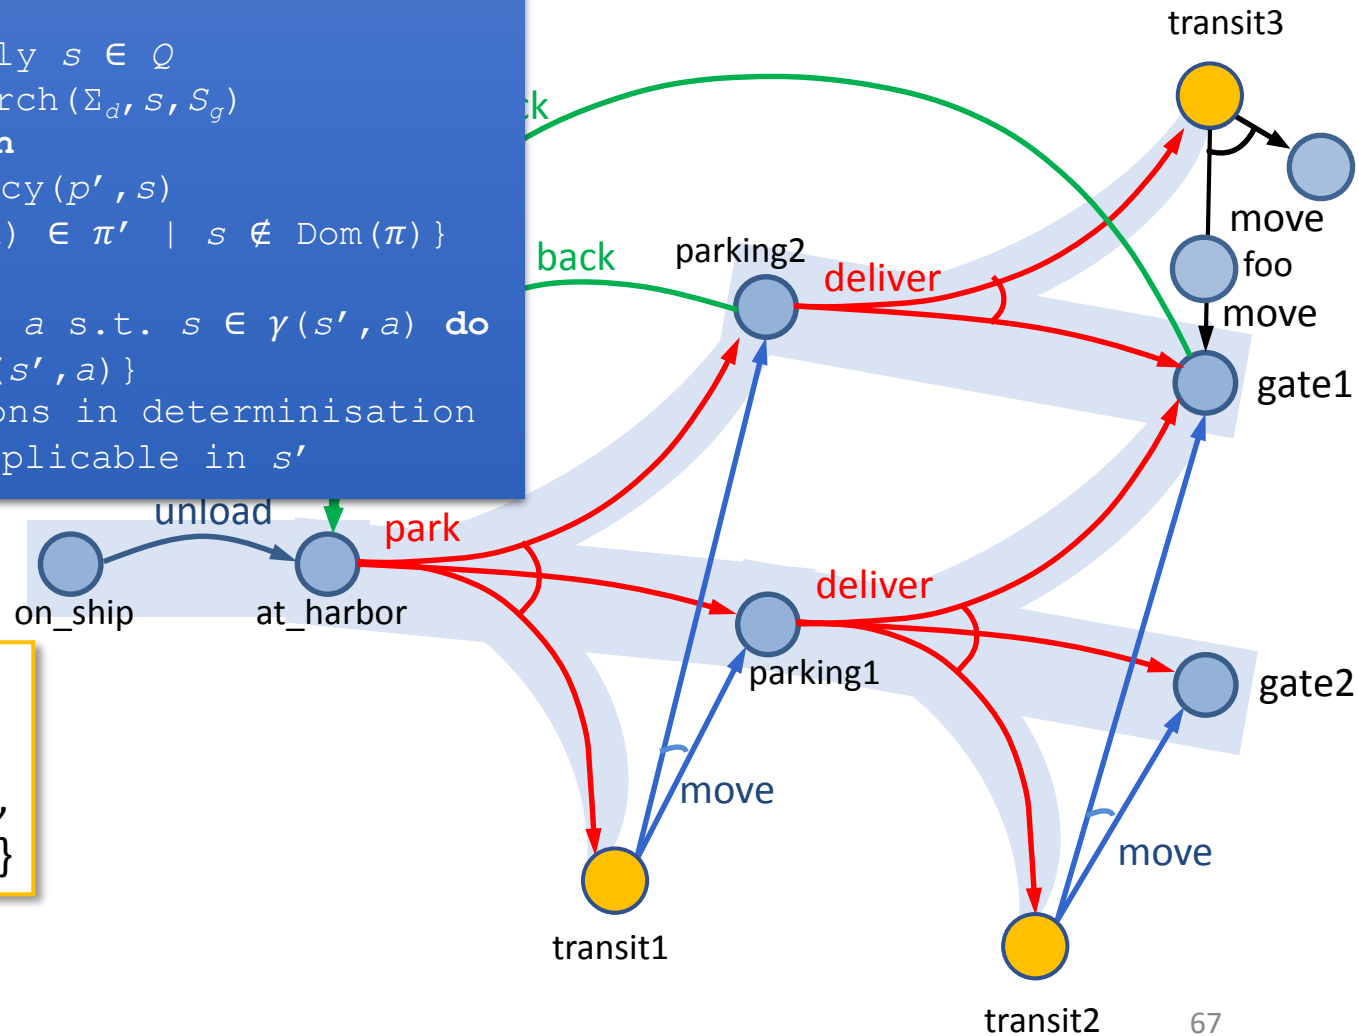 ly s ∈ Q
rch(Σd,s,Sg)
n
cy(p′,s)
) ∈ π′ | s ∉ Dom(π)}
a s.t. s ∈ γ(s′,a) do
(s′,a)}
ons in determinisation
plicable in s′
transit3
ck
move
foo
move
parking2
back
deliver
gate1
unload
park
deliver
on_ship
at_harbor
parking1
gate2
,
}
move
move
transit1
transit2
67